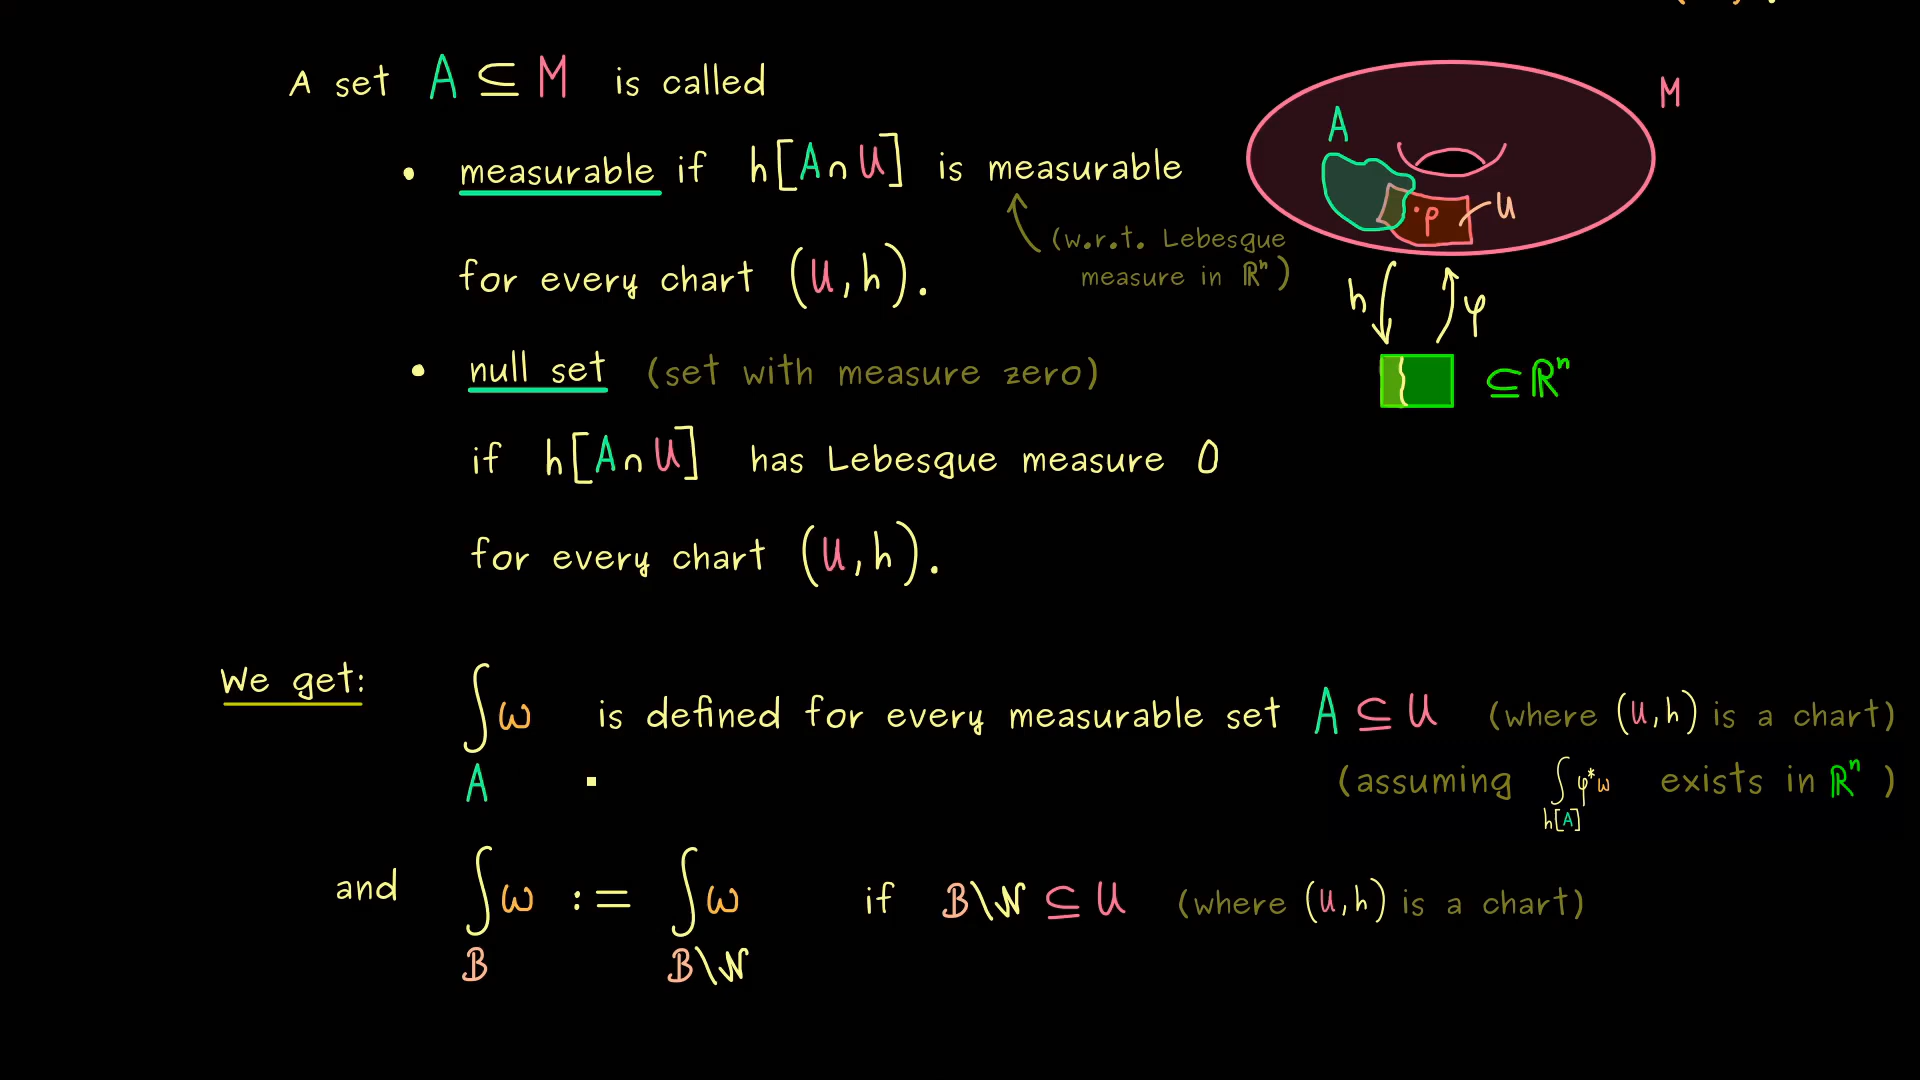 A set A ⊆ M is called
• measurable if h[A∩U] is measurable
(w.r.t. Lebesgue
measure in ℝⁿ)
for every chart (U,h).
• null set (set with measure zero)
if h[A∩U] has Lebesgue measure 0
for every chart (U,h).
M
A
p
U
h
φ
⊆ ℝⁿ
We get: ∫_A ω is defined for every measurable set A ⊆ U (where (U,h) is a chart)
(assuming ∫_{h[A]} φ*ω exists in ℝⁿ)
and ∫_B ω := ∫_{B\N} ω if B\N ⊆ U (where (U,h) is a chart)